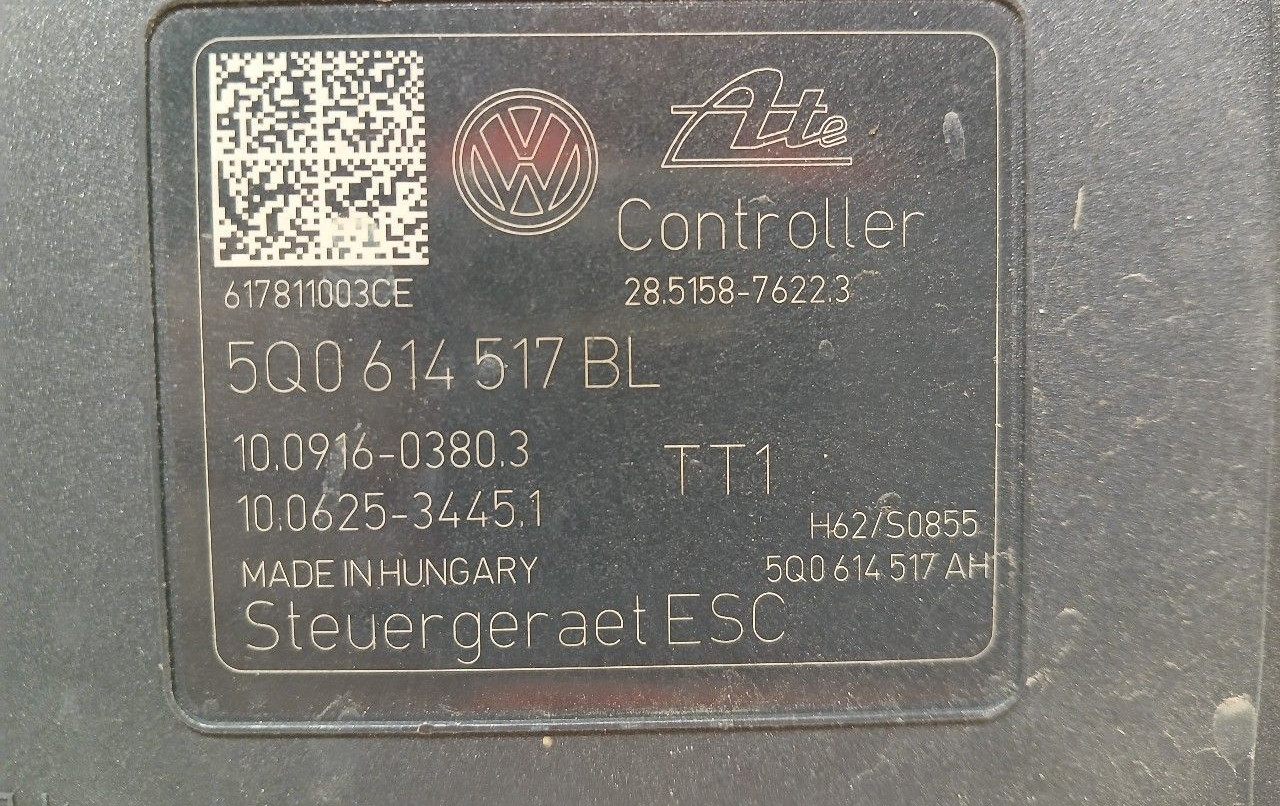 Ate
Controller
617811003CE
28.5158-7622.3
5Q0 614 517 BL
10.0916-0380.3
TT1
10.0625-3445.1
H62/S0855
MADE IN HUNGARY
5Q0 614 517 AH
Steuergeraet ESC